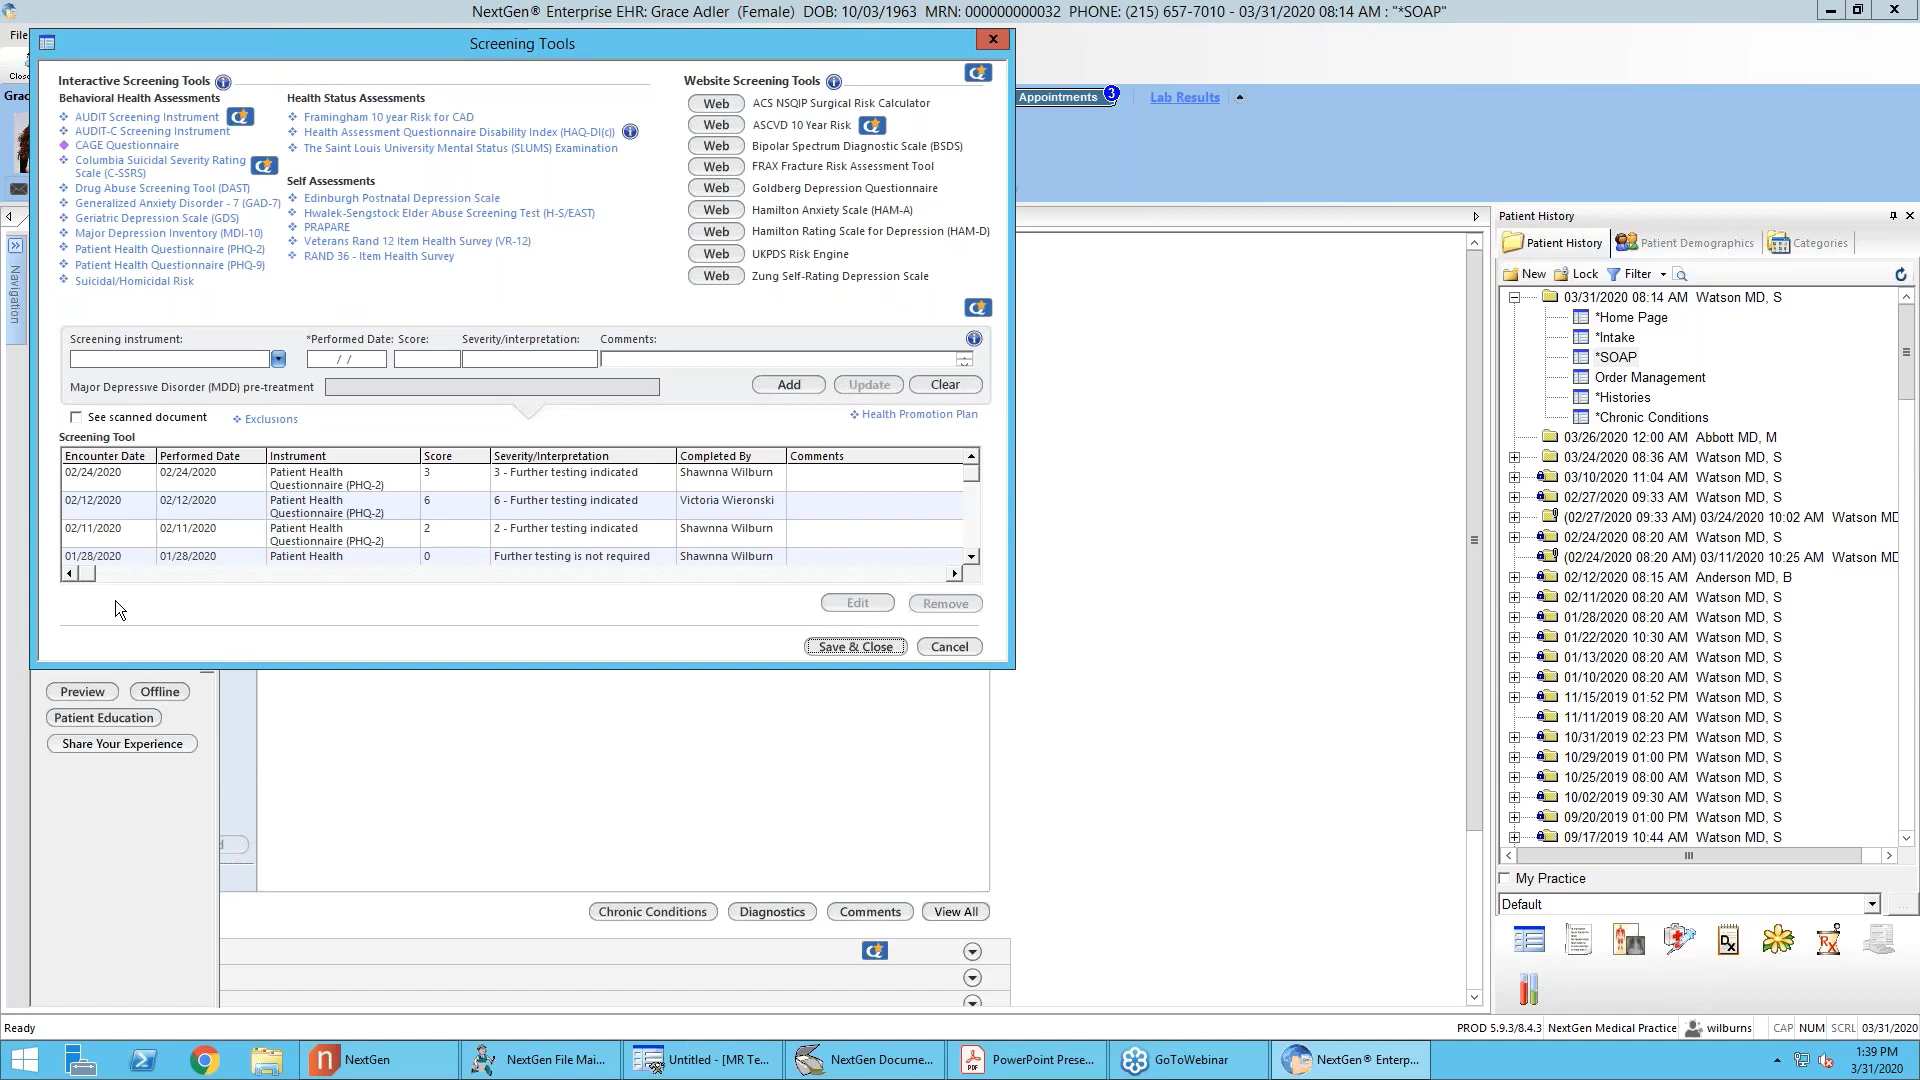 NextGen® Enterprise EHR: Grace Adler (Female) DOB: 10/03/1963 MRN: 000000000032 PHONE: (215) 657-7010 - 03/31/2020 08:14 AM : "*SOAP"
File
Screening Tools
Interactive Screening Tools
Behavioral Health Assessments
AUDIT Screening Instrument
AUDIT-C Screening Instrument
CAGE Questionnaire
Columbia Suicidal Severity Rating
Scale (C-SSRS)
Drug Abuse Screening Tool (DAST)
Generalized Anxiety Disorder - 7 (GAD-7)
Geriatric Depression Scale (GDS)
Major Depression Inventory (MDI-10)
Patient Health Questionnaire (PHQ-2)
Patient Health Questionnaire (PHQ-9)
Suicidal/Homicidal Risk
Health Status Assessments
Framingham 10 year Risk for CAD
Health Assessment Questionnaire Disability Index (HAQ-DI(c))
The Saint Louis University Mental Status (SLUMS) Examination
Self Assessments
Edinburgh Postnatal Depression Scale
Hwalek-Sengstock Elder Abuse Screening Test (H-S/EAST)
PRAPARE
Veterans Rand 12 Item Health Survey (VR-12)
RAND 36 - Item Health Survey
Website Screening Tools
Web ACS NSQIP Surgical Risk Calculator
Web ASCVD 10 Year Risk
Web Bipolar Spectrum Diagnostic Scale (BSDS)
Web FRAX Fracture Risk Assessment Tool
Web Goldberg Depression Questionnaire
Web Hamilton Anxiety Scale (HAM-A)
Web Hamilton Rating Scale for Depression (HAM-D)
Web UKPDS Risk Engine
Web Zung Self-Rating Depression Scale
Screening instrument: *Performed Date: Score: Severity/interpretation: Comments:
/ /
Major Depressive Disorder (MDD) pre-treatment
Add Update Clear
See scanned document Exclusions Health Promotion Plan
Screening Tool
Encounter Date Performed Date Instrument Score Severity/Interpretation Completed By Comments
02/24/2020 02/24/2020 Patient Health Questionnaire (PHQ-2) 3 3 - Further testing indicated Shawnna Wilburn
02/12/2020 02/12/2020 Patient Health Questionnaire (PHQ-2) 6 6 - Further testing indicated Victoria Wieronski
02/11/2020 02/11/2020 Patient Health Questionnaire (PHQ-2) 2 2 - Further testing indicated Shawnna Wilburn
01/28/2020 01/28/2020 Patient Health 0 Further testing is not required Shawnna Wilburn
Edit Remove
Save & Close Cancel
Appointments 3 Lab Results
Navigation
Preview Offline
Patient Education
Share Your Experience
Chronic Conditions Diagnostics Comments View All
Patient History
Patient History Patient Demographics Categories
New Lock Filter
03/31/2020 08:14 AM Watson MD, S
*Home Page
*Intake
*SOAP
Order Management
*Histories
*Chronic Conditions
03/26/2020 12:00 AM Abbott MD, M
03/24/2020 08:36 AM Watson MD, S
03/10/2020 11:04 AM Watson MD, S
02/27/2020 09:33 AM Watson MD, S
(02/27/2020 09:33 AM) 03/24/2020 10:02 AM Watson MD
02/24/2020 08:20 AM Watson MD, S
(02/24/2020 08:20 AM) 03/11/2020 10:25 AM Watson MD
02/12/2020 08:15 AM Anderson MD, B
02/11/2020 08:20 AM Watson MD, S
01/28/2020 08:20 AM Watson MD, S
01/22/2020 10:30 AM Watson MD, S
01/13/2020 08:20 AM Watson MD, S
01/10/2020 08:20 AM Watson MD, S
11/15/2019 01:52 PM Watson MD, S
11/11/2019 08:20 AM Watson MD, S
10/31/2019 02:23 PM Watson MD, S
10/29/2019 01:00 PM Watson MD, S
10/25/2019 08:00 AM Watson MD, S
10/02/2019 09:30 AM Watson MD, S
09/20/2019 01:00 PM Watson MD, S
09/17/2019 10:44 AM Watson MD, S
My Practice
Default
Ready PROD 5.9.3/8.4.3 NextGen Medical Practice wilburns CAP NUM SCRL 03/31/2020
NextGen NextGen File Mai... Untitled - [MR Te... NextGen Docume... PowerPoint Prese... GoToWebinar NextGen® Enterp...
1:39 PM
3/31/2020